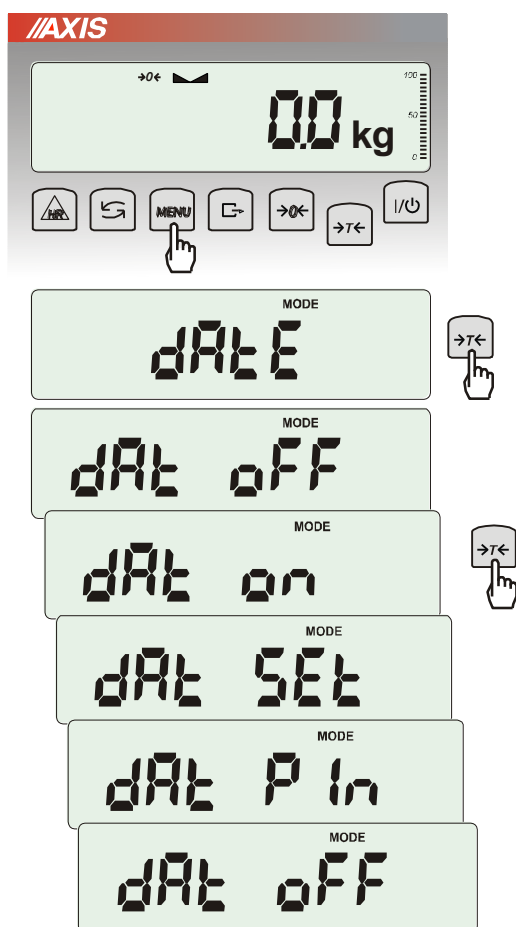 //AXIS
→0←
100
50
0
0.0 kg
HR
MENU
→0←
→T←
I/⏻
MODE
dAtE
→T←
MODE
dAt oFF
MODE
dAt on
→T←
MODE
dAt SEt
MODE
dAt PIn
MODE
dAt oFF